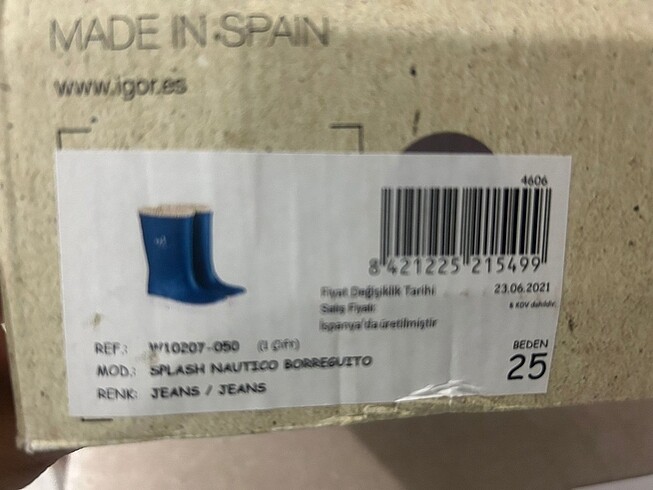 MADE IN SPAIN
www.igor.es
4606
8 421225 215499
Fiyat Değişiklik Tarihi 23.06.2021
Satış Fiyatı: % KDV dahildir.
İspanya'da üretilmiştir
REF.: W10207-050 (1 Çift)
MOD.: SPLASH NAUTICO BORREGUITO
RENK: JEANS / JEANS
BEDEN
25